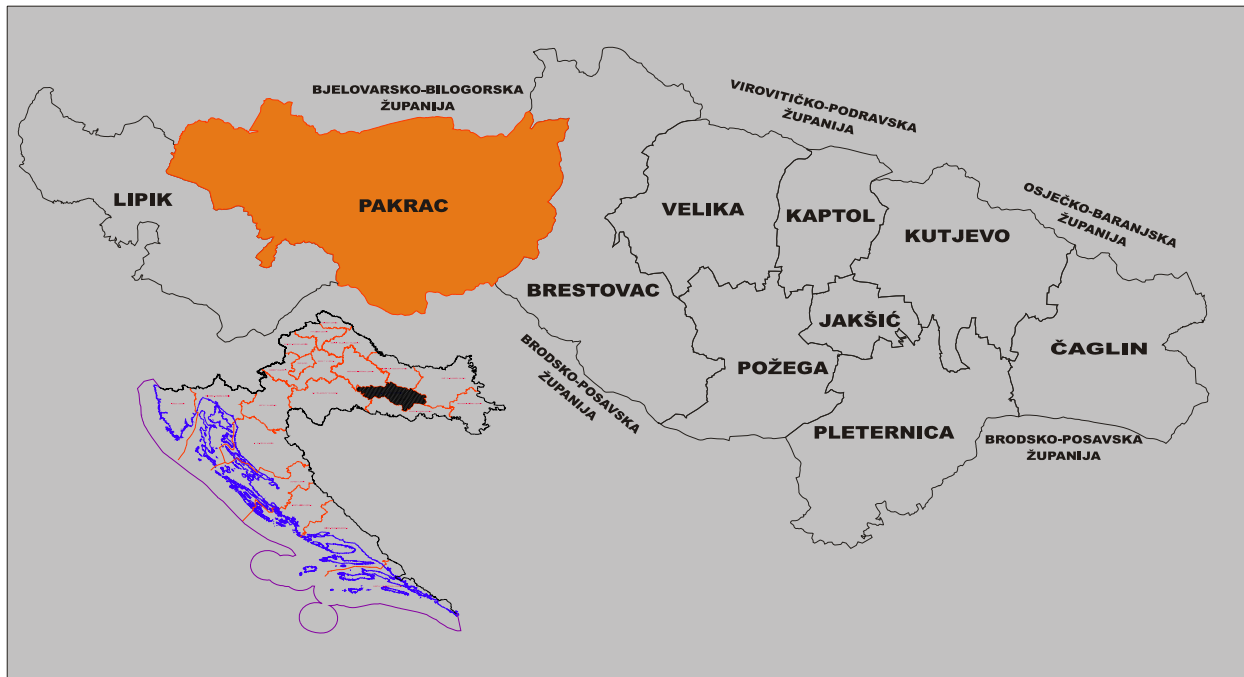 BJELOVARSKO-BILOGORSKA
ŽUPANIJA
VIROVITIČKO-PODRAVSKA
ŽUPANIJA
OSJEČKO-BARANJSKA
ŽUPANIJA
LIPIK
PAKRAC
VELIKA
KAPTOL
KUTJEVO
BRESTOVAC
JAKŠIĆ
ČAGLIN
POŽEGA
BRODSKO-POSAVSKA
ŽUPANIJA
PLETERNICA
BRODSKO-POSAVSKA
ŽUPANIJA